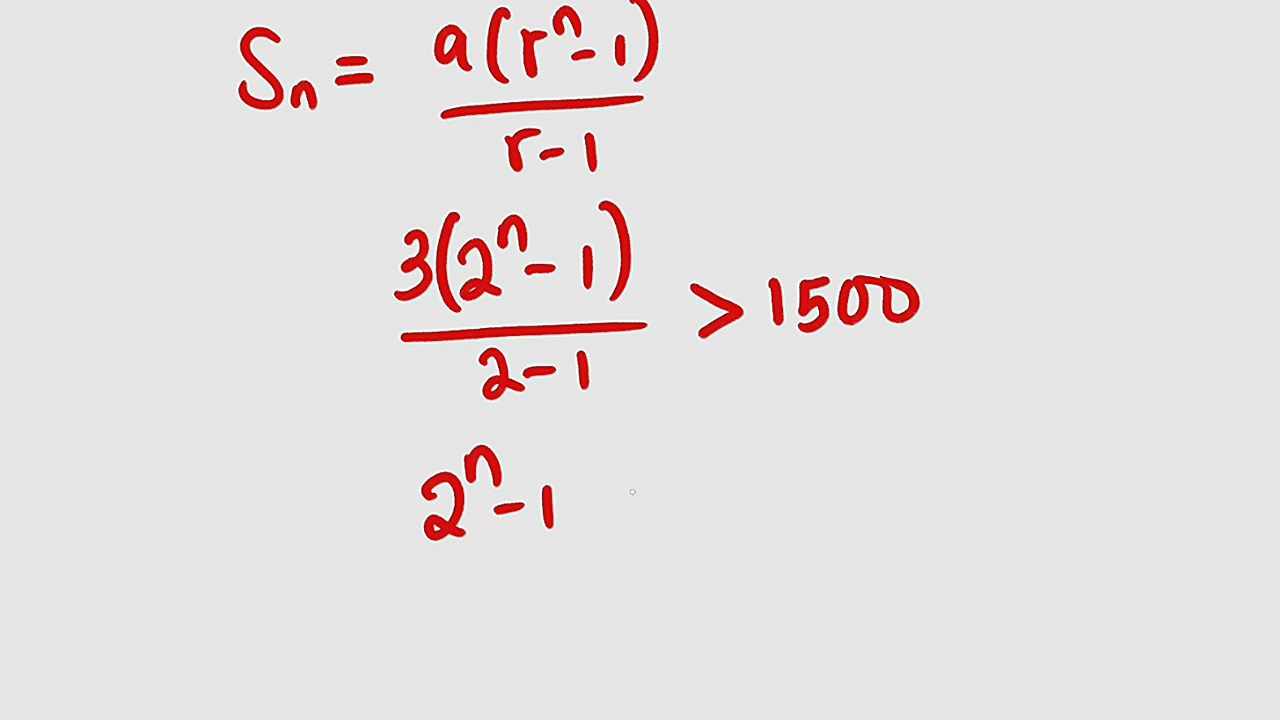 Sₙ = a(rⁿ-1)/r-1
3(2ⁿ-1)/2-1 > 1500
2ⁿ-1